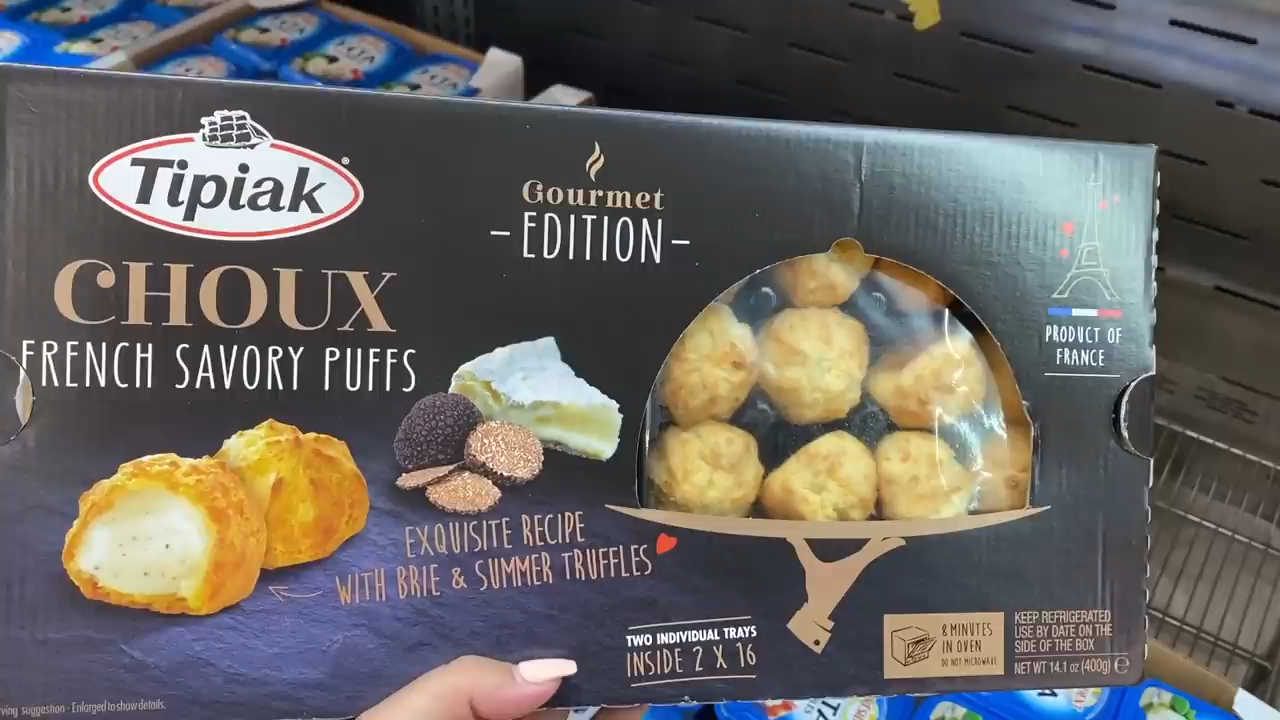 Tipiak®
CHOUX
FRENCH SAVORY PUFFS
Gourmet
- EDITION -
PRODUCT OF
FRANCE
EXQUISITE RECIPE
WITH BRIE & SUMMER TRUFFLES
TWO INDIVIDUAL TRAYS
INSIDE 2 X 16
8 MINUTES
IN OVEN
DO NOT MICROWAVE
KEEP REFRIGERATED
USE BY DATE ON THE
SIDE OF THE BOX
NET WT 14.1 oz (400g) ℮
ving suggestion - Enlarged to show details.